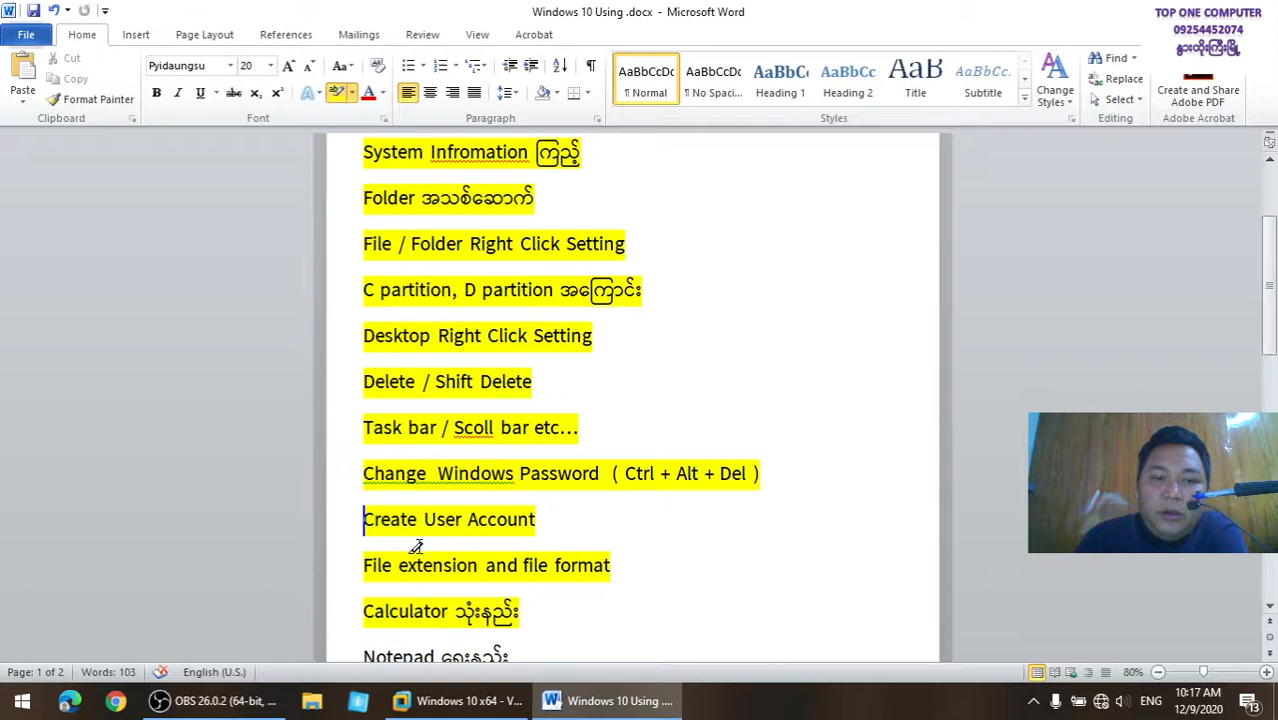 Windows 10 Using .docx - Microsoft Word
TOP ONE COMPUTER
09254452074
နွားထိုးကြီးမြို့
File Home Insert Page Layout References Mailings Review View Acrobat
Cut
Copy
Format Painter
Paste
Clipboard
Pyidaungsu 20
Font
Paragraph
AaBbCcDc AaBbCcDc AaBbCc AaBbCc AaB AaBbCcDc
¶ Normal ¶ No Spaci... Heading 1 Heading 2 Title Subtitle
Change Styles
Styles
Find
Replace
Select
Editing
Create and Share Adobe PDF
Adobe Acrobat
System Infromation ကြည့်
Folder အသစ်ဆောက်
File / Folder Right Click Setting
C partition, D partition အကြောင်း
Desktop Right Click Setting
Delete / Shift Delete
Task bar / Scoll bar etc...
Change Windows Password ( Ctrl + Alt + Del )
Create User Account
File extension and file format
Calculator သုံးနည်း
Notepad ရေးနည်း
Page: 1 of 2 Words: 103 English (U.S.) 80%
OBS 26.0.2 (64-bit, ... Windows 10 x64 - V... Windows 10 Using .... ENG 10:17 AM
12/9/2020
13